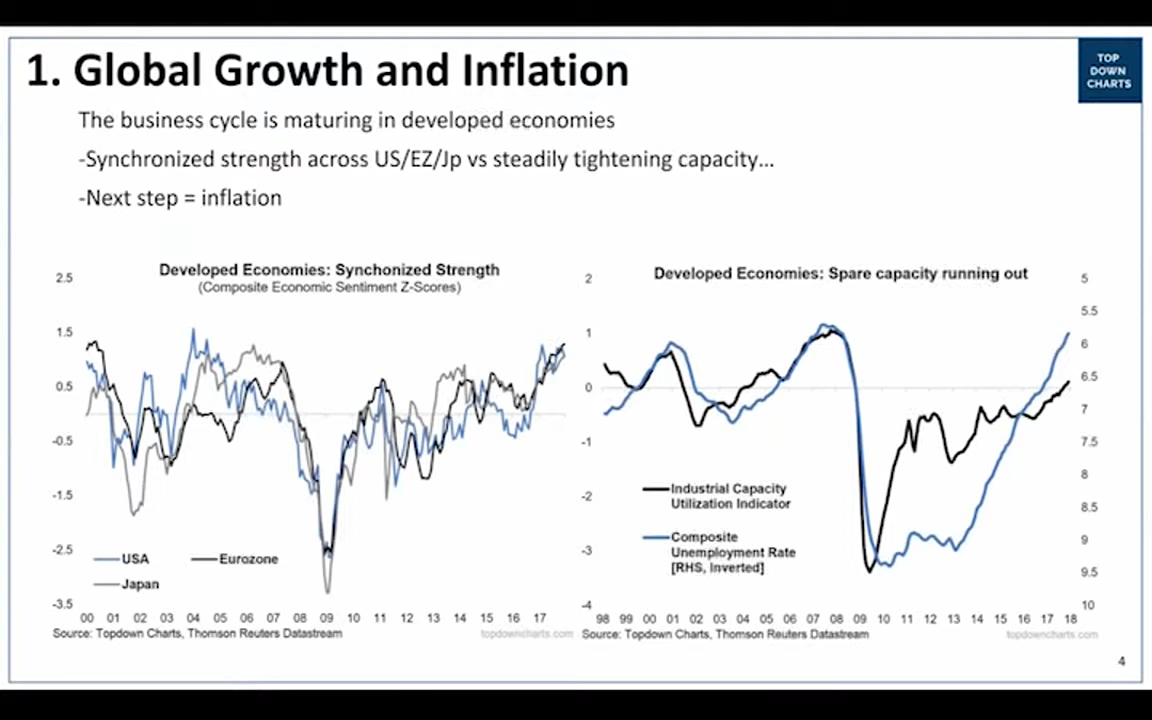 1. Global Growth and Inflation
TOP
DOWN
CHARTS
The business cycle is maturing in developed economies
-Synchronized strength across US/EZ/Jp vs steadily tightening capacity...
-Next step = inflation
Developed Economies: Synchonized Strength
(Composite Economic Sentiment Z-Scores)
2.5
1.5
0.5
-0.5
-1.5
-2.5
-3.5
USA
Eurozone
Japan
00 01 02 03 04 05 06 07 08 09 10 11 12 13 14 15 16 17
Source: Topdown Charts, Thomson Reuters Datastream
topdowncharts.com
Developed Economies: Spare capacity running out
2
1
0
-1
-2
-3
-4
5
5.5
6
6.5
7
7.5
8
8.5
9
9.5
10
Industrial Capacity
Utilization Indicator
Composite
Unemployment Rate
[RHS, Inverted]
98 99 00 01 02 03 04 05 06 07 08 09 10 11 12 13 14 15 16 17 18
Source: Topdown Charts, Thomson Reuters Datastream
topdowncharts.com
4